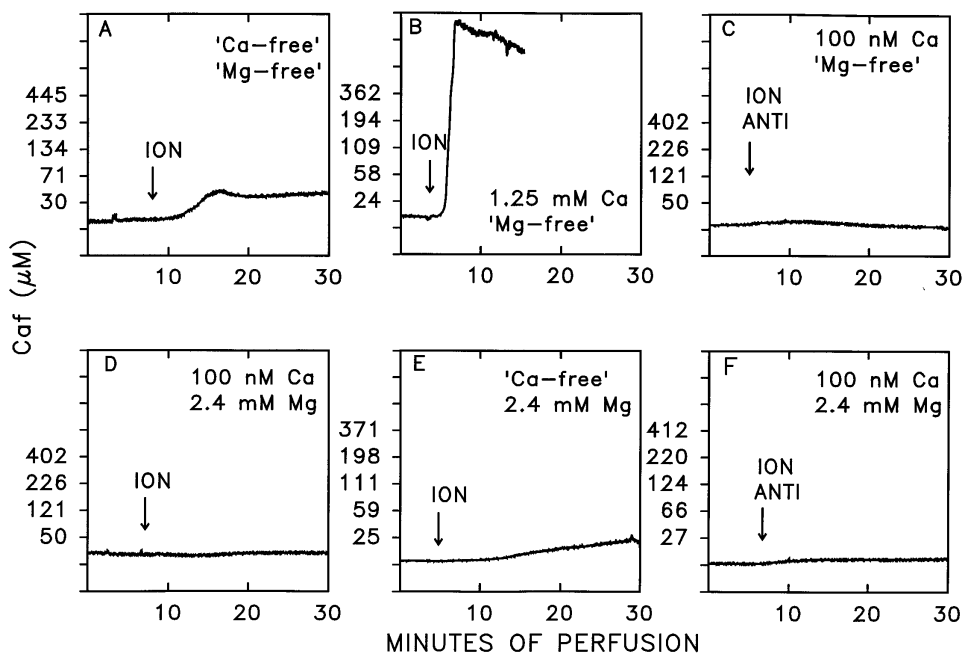 Caf (μM)
A
'Ca-free'
'Mg-free'
445
233
134
71
30
ION
10
20
30
B
362
194
109
58
24
ION
1.25 mM Ca
'Mg-free'
10
20
30
C
100 nM Ca
'Mg-free'
402
226
121
50
ION
ANTI
10
20
30
D
100 nM Ca
2.4 mM Mg
402
226
121
50
ION
10
20
30
E
'Ca-free'
2.4 mM Mg
371
198
111
59
25
ION
10
20
30
F
100 nM Ca
2.4 mM Mg
412
220
124
66
27
ION
ANTI
10
20
30
MINUTES OF PERFUSION